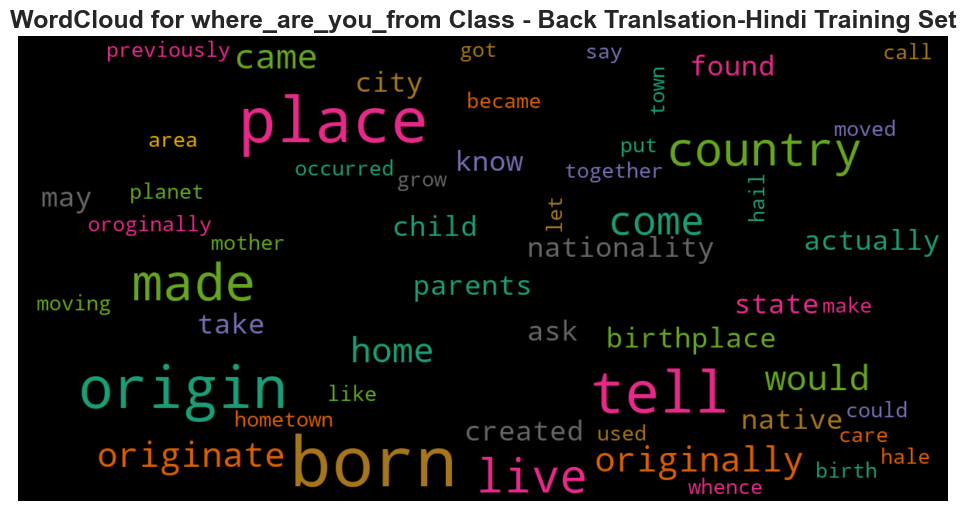 WordCloud for where_are_you_from Class - Back Tranlsation-Hindi Training Set
previously came got say found call
city became town
place area occurred know put together country moved
may planet grow hail
oroginally mother child let come nationality actually
made moving parents state make
take ask birthplace
home like would
origin hometown tell native could
originate born created used care
live originally birth hale
whence